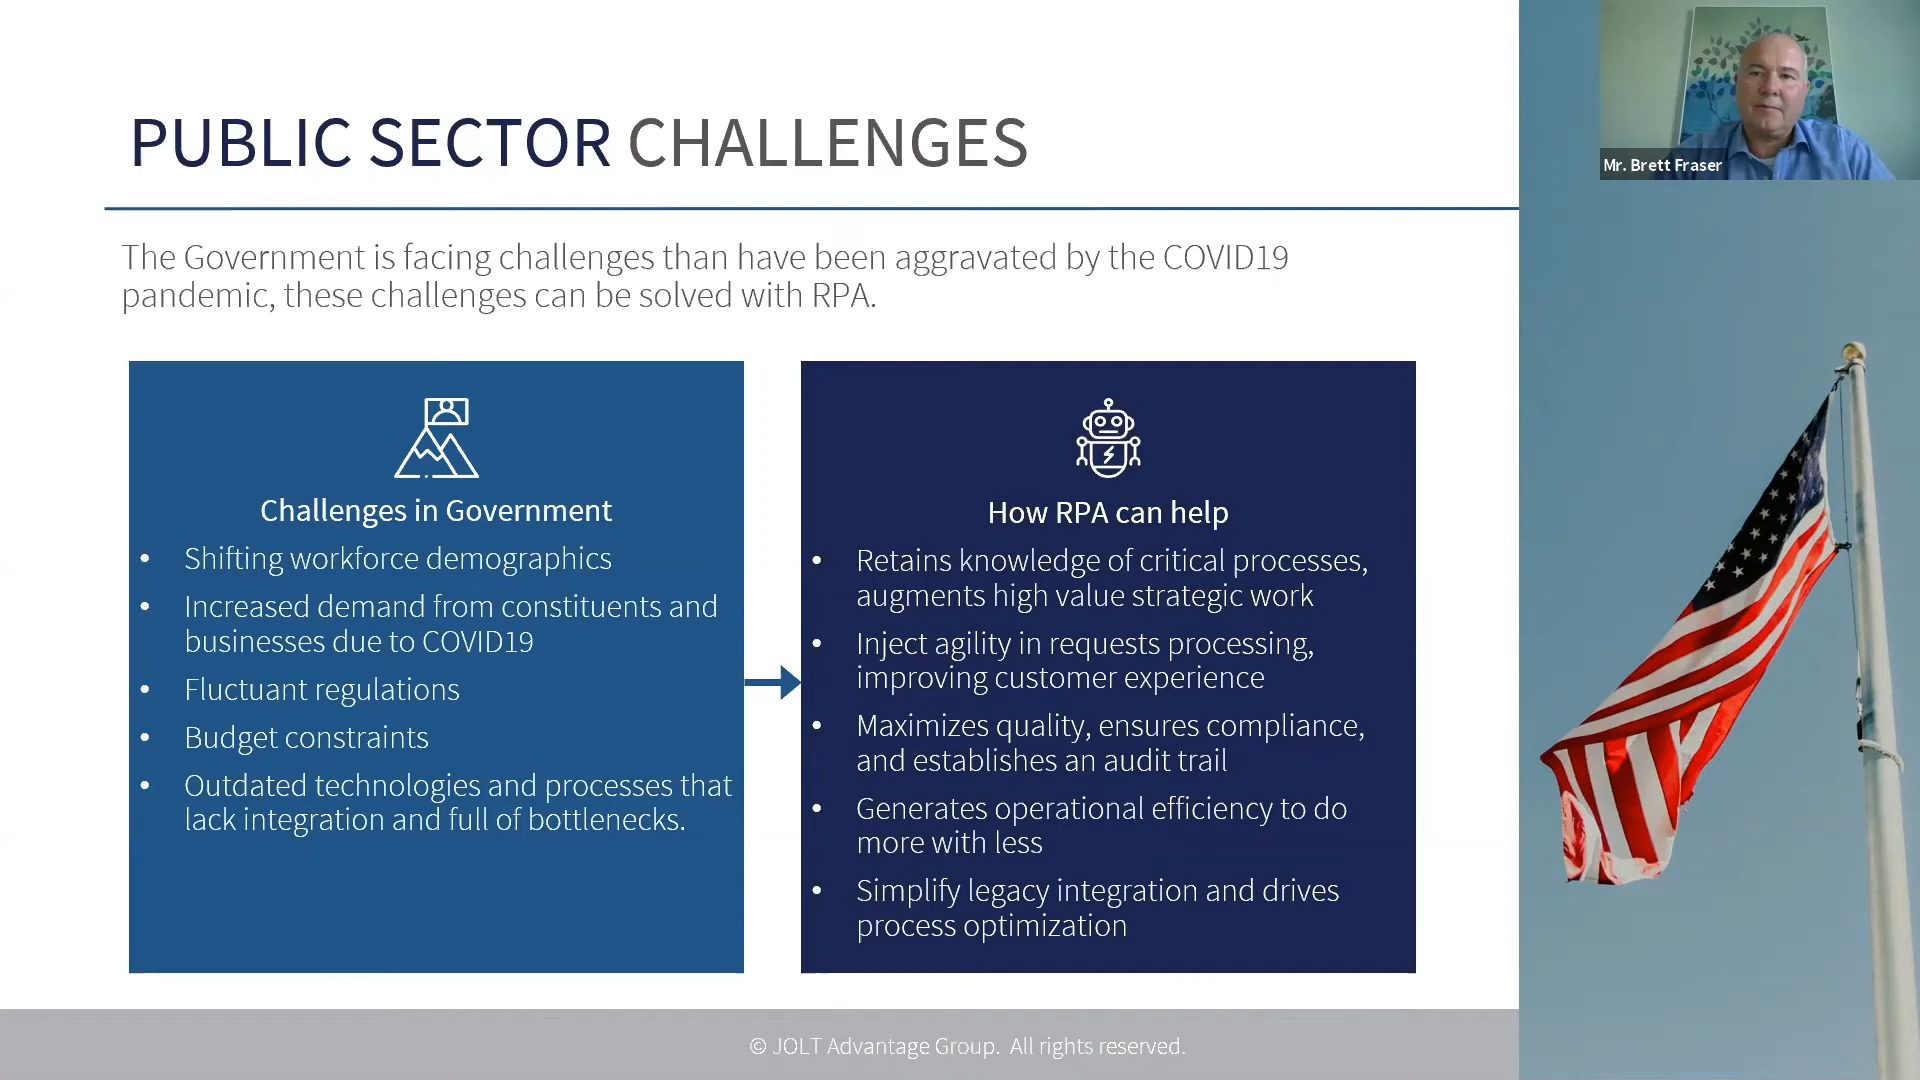 PUBLIC SECTOR CHALLENGES
Mr. Brett Fraser
The Government is facing challenges than have been aggravated by the COVID19
pandemic, these challenges can be solved with RPA.
Challenges in Government
• Shifting workforce demographics
• Increased demand from constituents and
businesses due to COVID19
• Fluctuant regulations
• Budget constraints
• Outdated technologies and processes that
lack integration and full of bottlenecks.
How RPA can help
• Retains knowledge of critical processes,
augments high value strategic work
• Inject agility in requests processing,
improving customer experience
• Maximizes quality, ensures compliance,
and establishes an audit trail
• Generates operational efficiency to do
more with less
• Simplify legacy integration and drives
process optimization
© JOLT Advantage Group. All rights reserved.